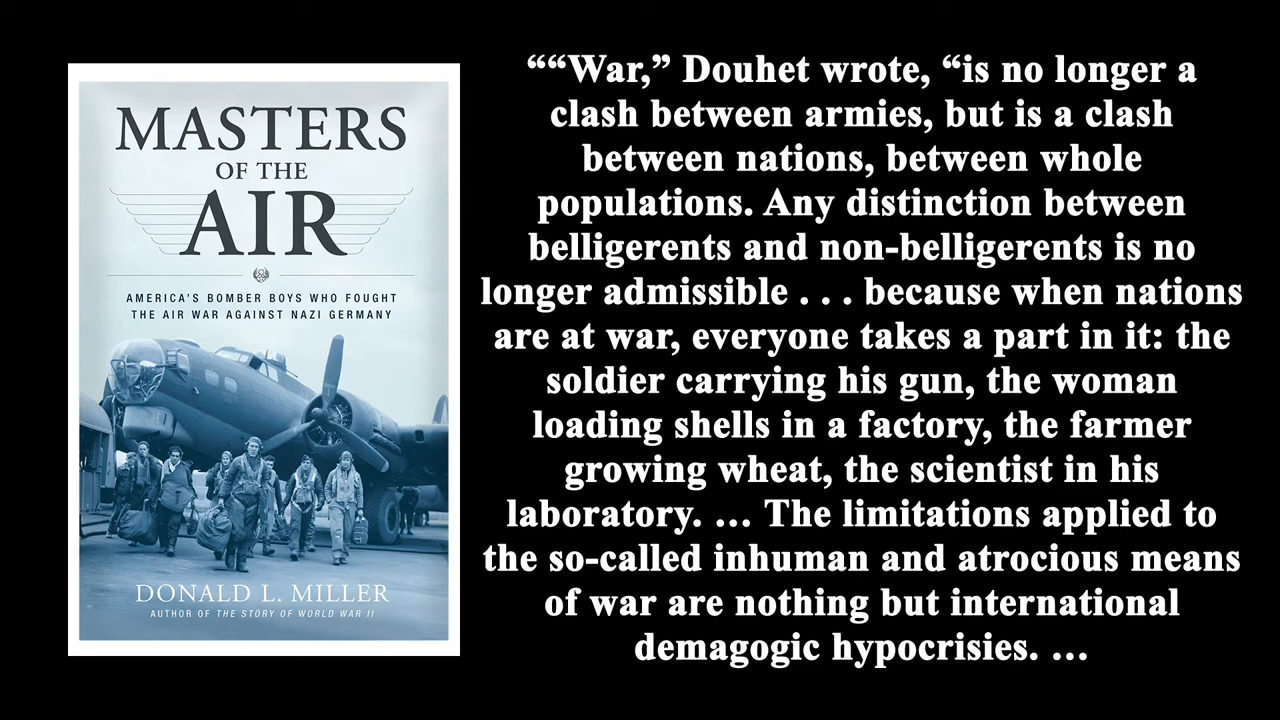 MASTERS
OF THE
AIR
AMERICA'S BOMBER BOYS WHO FOUGHT
THE AIR WAR AGAINST NAZI GERMANY
DONALD L. MILLER
AUTHOR OF THE STORY OF WORLD WAR II
““War,” Douhet wrote, “is no longer a
clash between armies, but is a clash
between nations, between whole
populations. Any distinction between
belligerents and non-belligerents is no
longer admissible . . . because when nations
are at war, everyone takes a part in it: the
soldier carrying his gun, the woman
loading shells in a factory, the farmer
growing wheat, the scientist in his
laboratory. … The limitations applied to
the so-called inhuman and atrocious means
of war are nothing but international
demagogic hypocrisies. …